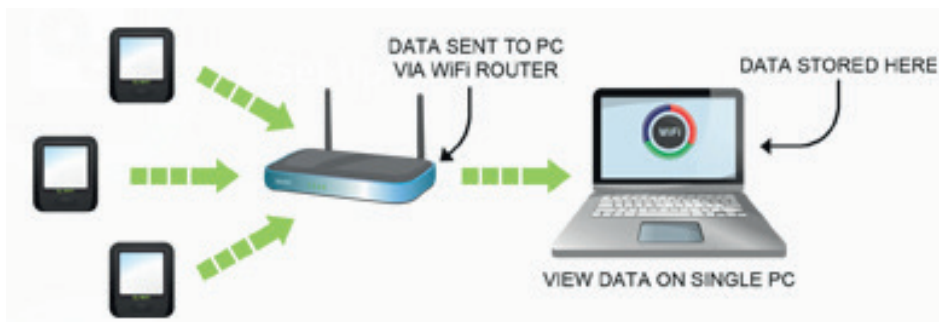 DATA SENT TO PC
VIA WiFi ROUTER
DATA STORED HERE
WiFi
VIEW DATA ON SINGLE PC